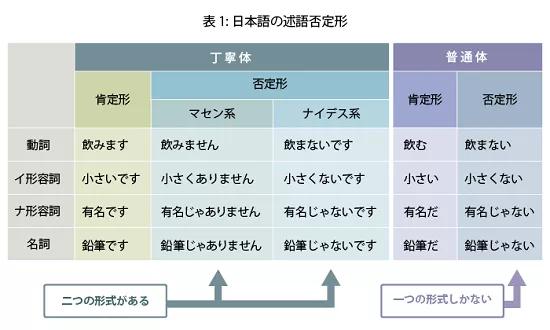 表 1: 日本語の述語否定形
丁寧体 普通体
肯定形 否定形 肯定形 否定形
マセン系 ナイデス系
動詞 飲みます 飲みません 飲まないです 飲む 飲まない
イ形容詞 小さいです 小さくありません 小さくないです 小さい 小さくない
ナ形容詞 有名です 有名じゃありません 有名じゃないです 有名だ 有名じゃない
名詞 鉛筆です 鉛筆じゃありません 鉛筆じゃないです 鉛筆だ 鉛筆じゃない
二つの形式がある 一つの形式しかない